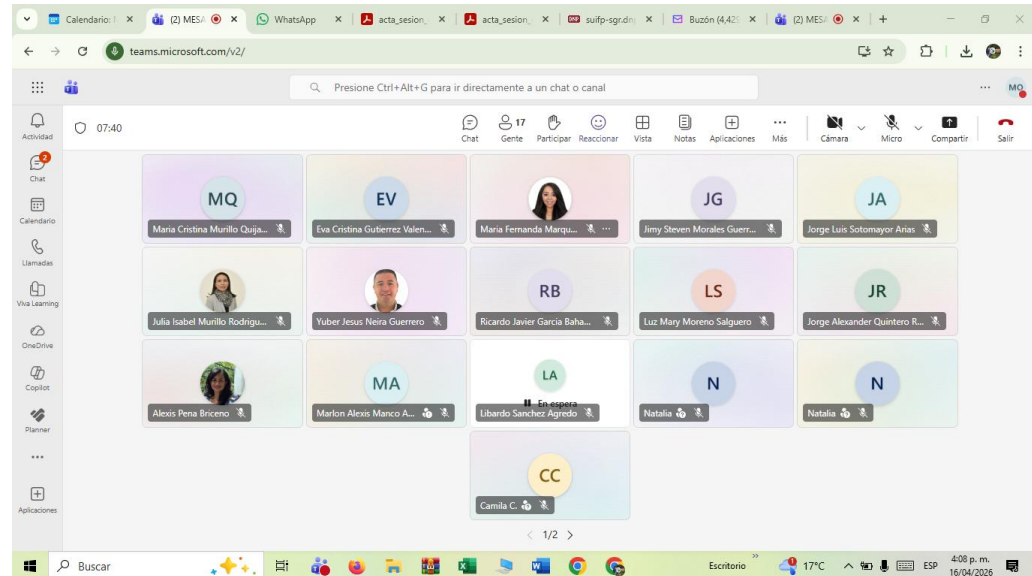 Calendario: 
(2) MESA
WhatsApp
acta_sesion_
acta_sesion_
suifp-sgr.dn
Buzón (4,42
(2) MESA
teams.microsoft.com/v2/
Presione Ctrl+Alt+G para ir directamente a un chat o canal
MQ
Actividad
2
Chat
Calendario
Llamadas
Viva Learning
OneDrive
Copilot
Planner
Aplicaciones
07:40
Chat
17
Gente
Participar
Reaccionar
Vista
Notas
Aplicaciones
Más
Cámara
Micro
Compartir
Salir
MQ
Maria Cristina Murillo Quija...
EV
Eva Cristina Gutierrez Valen...
Maria Fernanda Marqu...
JG
Jimy Steven Morales Guerr...
JA
Jorge Luis Sotomayor Arias
Julia Isabel Murillo Rodrigu...
Yuber Jesus Neira Guerrero
RB
Ricardo Javier Garcia Baha...
LS
Luz Mary Moreno Salguero
JR
Jorge Alexander Quintero R...
Alexis Pena Briceno
MA
Marlon Alexis Manco A...
LA
En espera
Libardo Sanchez Agredo
N
Natalia
N
Natalia
CC
Camila C.
1/2
Buscar
Escritorio
17°C
ESP
4:08 p. m.
16/04/2026